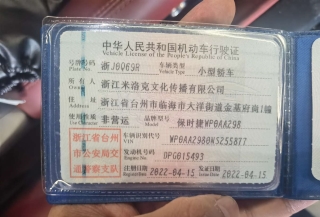 中华人民共和国机动车行驶证
Vehicle License of the People's Republic of China
号牌号码 浙J0Q69R 车辆类型 小型轿车
Plate No. Vehicle Type
所有人 浙江米洛克文化传播有限公司
Owner
住址 浙江省台州市临海市大洋街道金基府尚1幢
Address
使用性质 非营运 品牌型号 保时捷WP0AA298
Use Character Model
浙江省台州 车辆识别代号 WP0AA2980NS255877
VIN
市公安局交 发动机号码 DPG015493
Engine No.
通警察支队 注册日期 2022-04-15 发证日期 2022-04-15
Register Date Issue Date